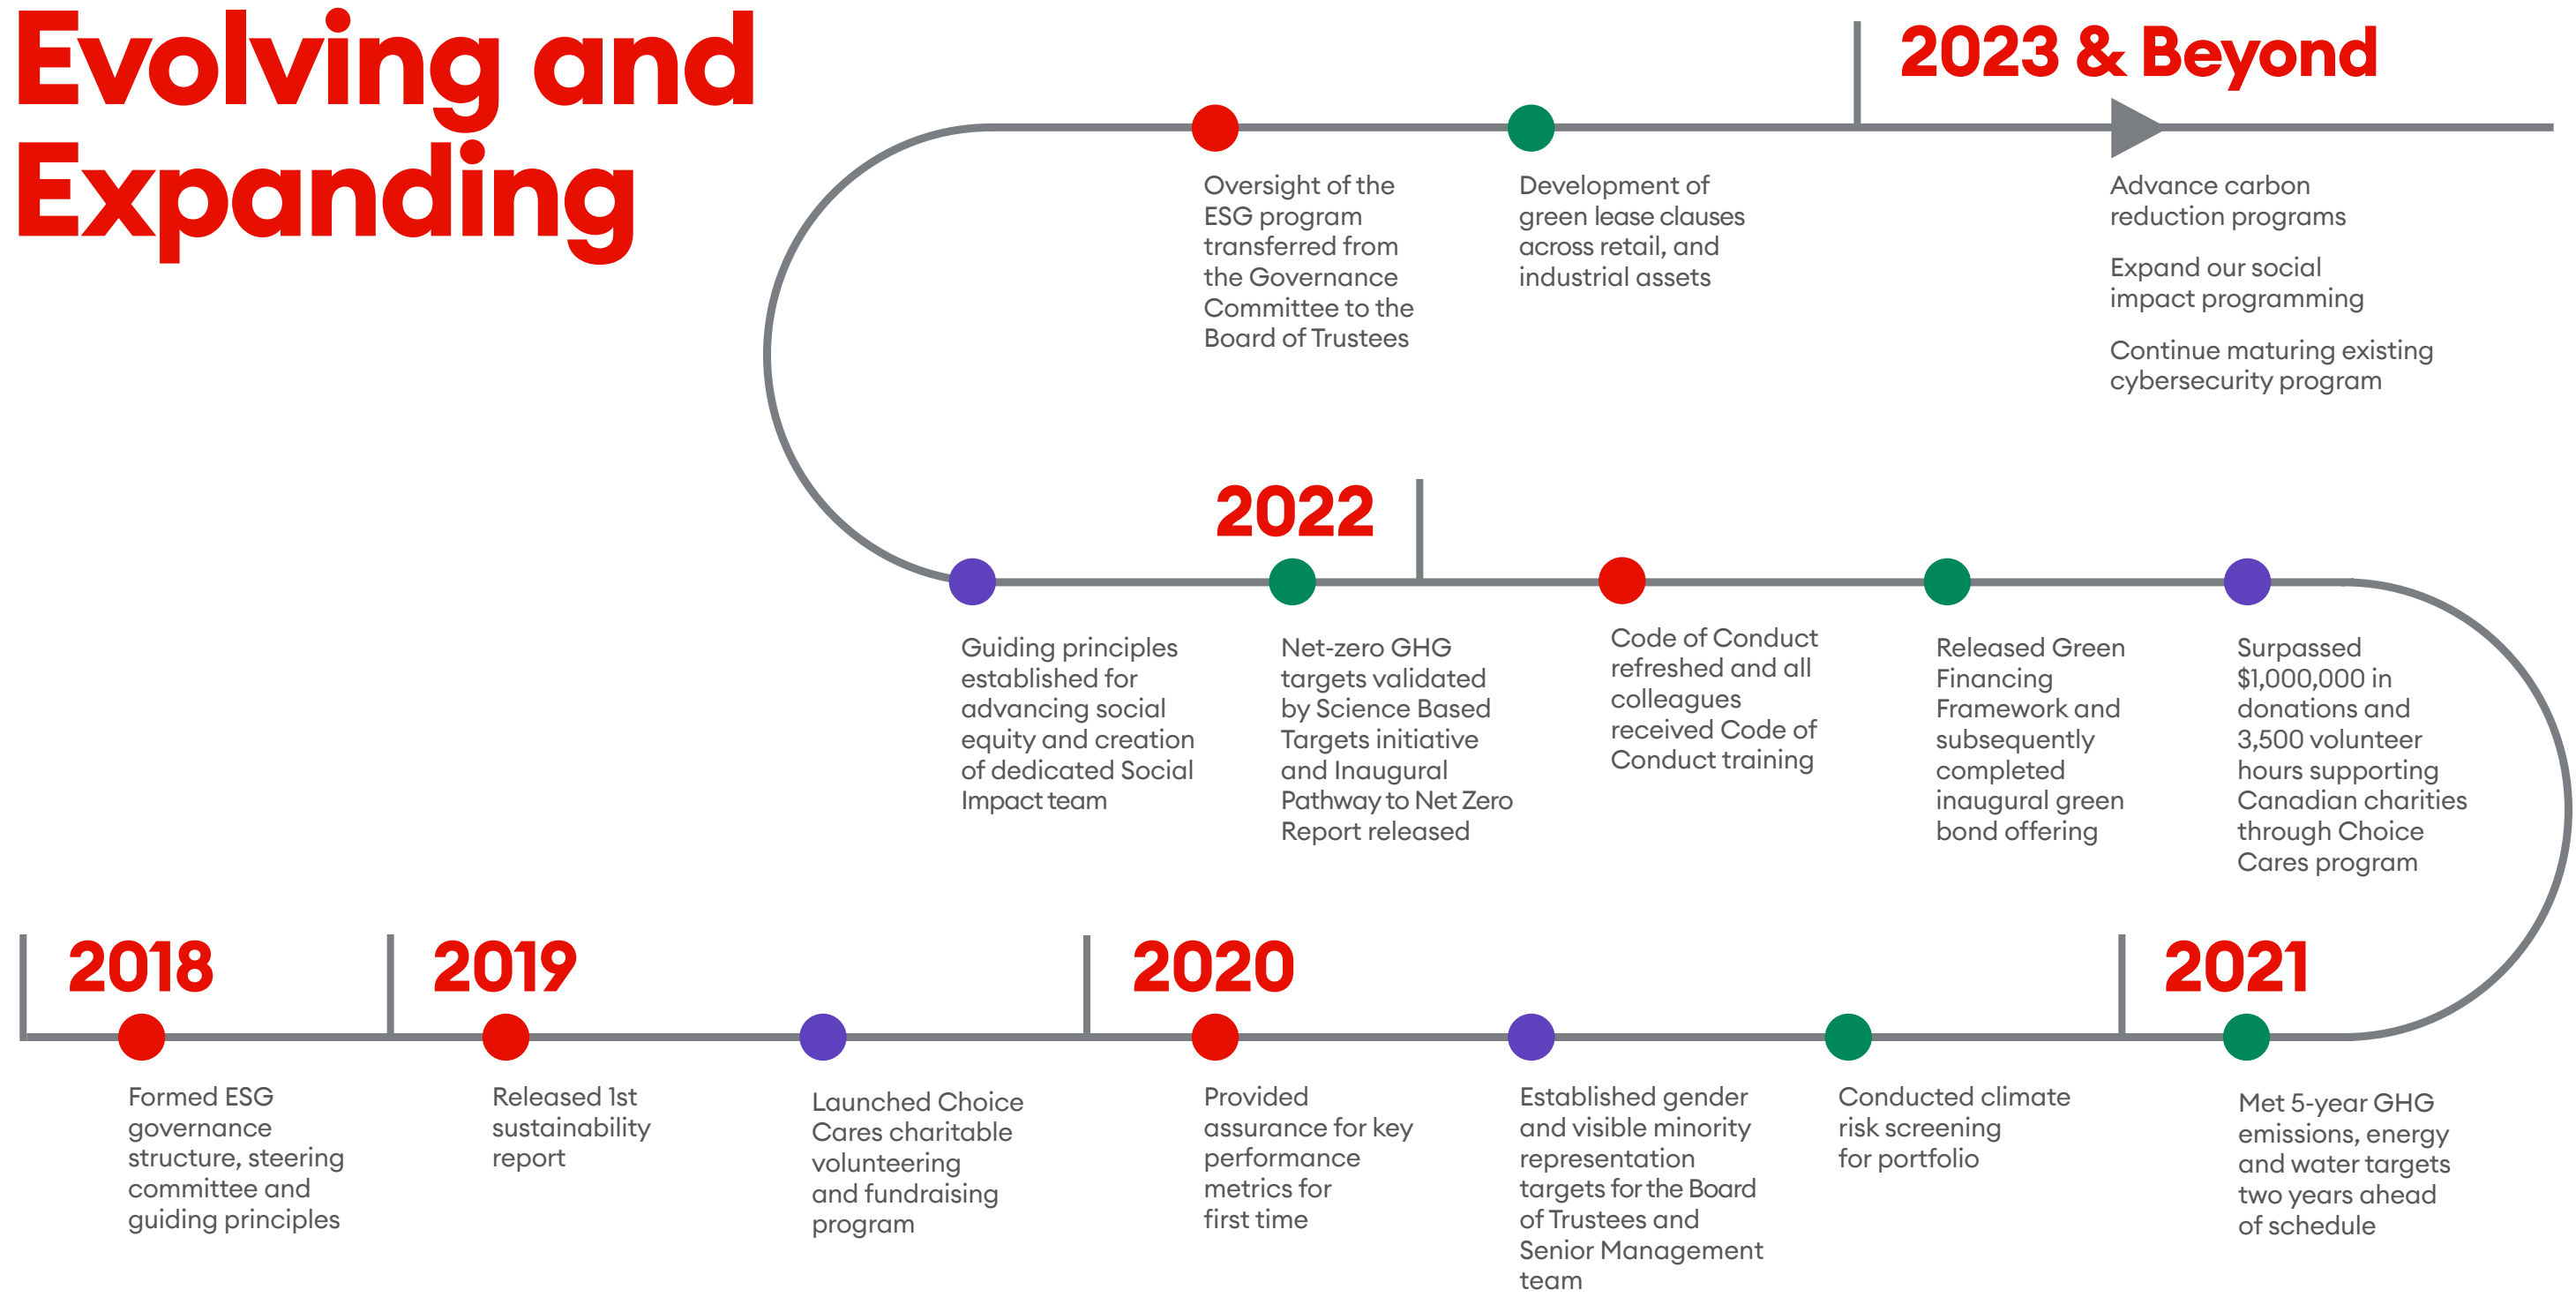 Evolving and
Expanding
2023 & Beyond
Oversight of the
ESG program
transferred from
the Governance
Committee to the
Board of Trustees
Development of
green lease clauses
across retail, and
industrial assets
Advance carbon
reduction programs
Expand our social
impact programming
Continue maturing existing
cybersecurity program
2022
Guiding principles
established for
advancing social
equity and creation
of dedicated Social
Impact team
Net-zero GHG
targets validated
by Science Based
Targets initiative
and Inaugural
Pathway to Net Zero
Report released
Code of Conduct
refreshed and all
colleagues
received Code of
Conduct training
Released Green
Financing
Framework and
subsequently
completed
inaugural green
bond offering
Surpassed
$1,000,000 in
donations and
3,500 volunteer
hours supporting
Canadian charities
through Choice
Cares program
2018
Formed ESG
governance
structure, steering
committee and
guiding principles
2019
Released 1st
sustainability
report
Launched Choice
Cares charitable
volunteering
and fundraising
program
2020
Provided
assurance for key
performance
metrics for
first time
Established gender
and visible minority
representation
targets for the Board
of Trustees and
Senior Management
team
Conducted climate
risk screening
for portfolio
2021
Met 5-year GHG
emissions, energy
and water targets
two years ahead
of schedule